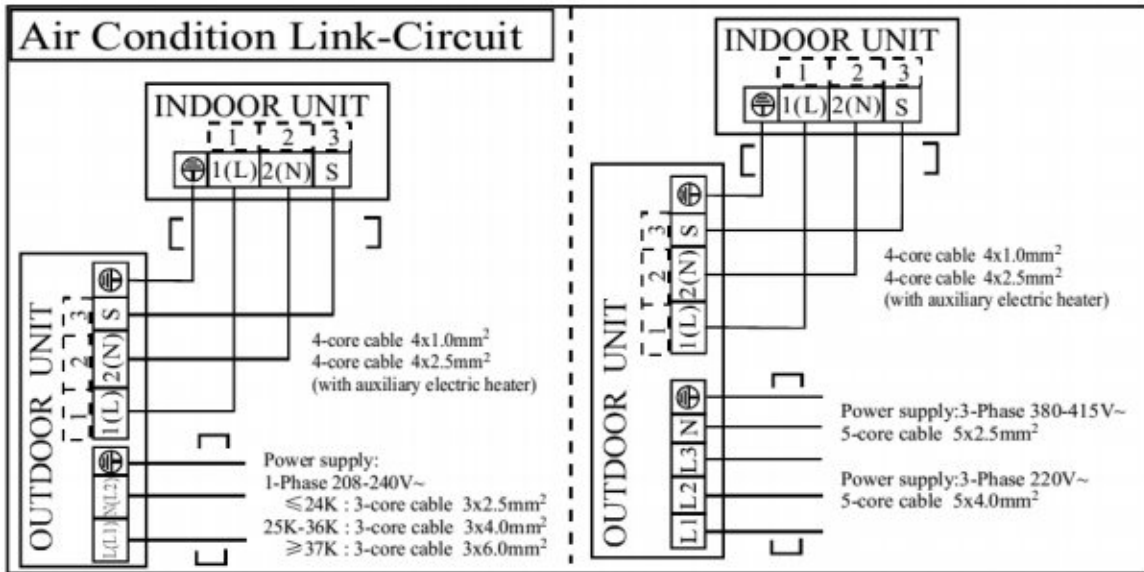 Air Condition Link-Circuit
INDOOR UNIT
1 2 3
1(L) 2(N) S
OUTDOOR UNIT
3 S
2 2(N)
1 1(L)
4-core cable 4x1.0mm²
4-core cable 4x2.5mm²
(with auxiliary electric heater)
N(L2)
L(L1)
Power supply:
1-Phase 208-240V~
≤24K : 3-core cable 3x2.5mm²
25K-36K : 3-core cable 3x4.0mm²
≥37K : 3-core cable 3x6.0mm²
INDOOR UNIT
1 2 3
1(L) 2(N) S
OUTDOOR UNIT
3 S
2 2(N)
1 1(L)
4-core cable 4x1.0mm²
4-core cable 4x2.5mm²
(with auxiliary electric heater)
N
L3
L2
L1
Power supply:3-Phase 380-415V~
5-core cable 5x2.5mm²
Power supply:3-Phase 220V~
5-core cable 5x4.0mm²